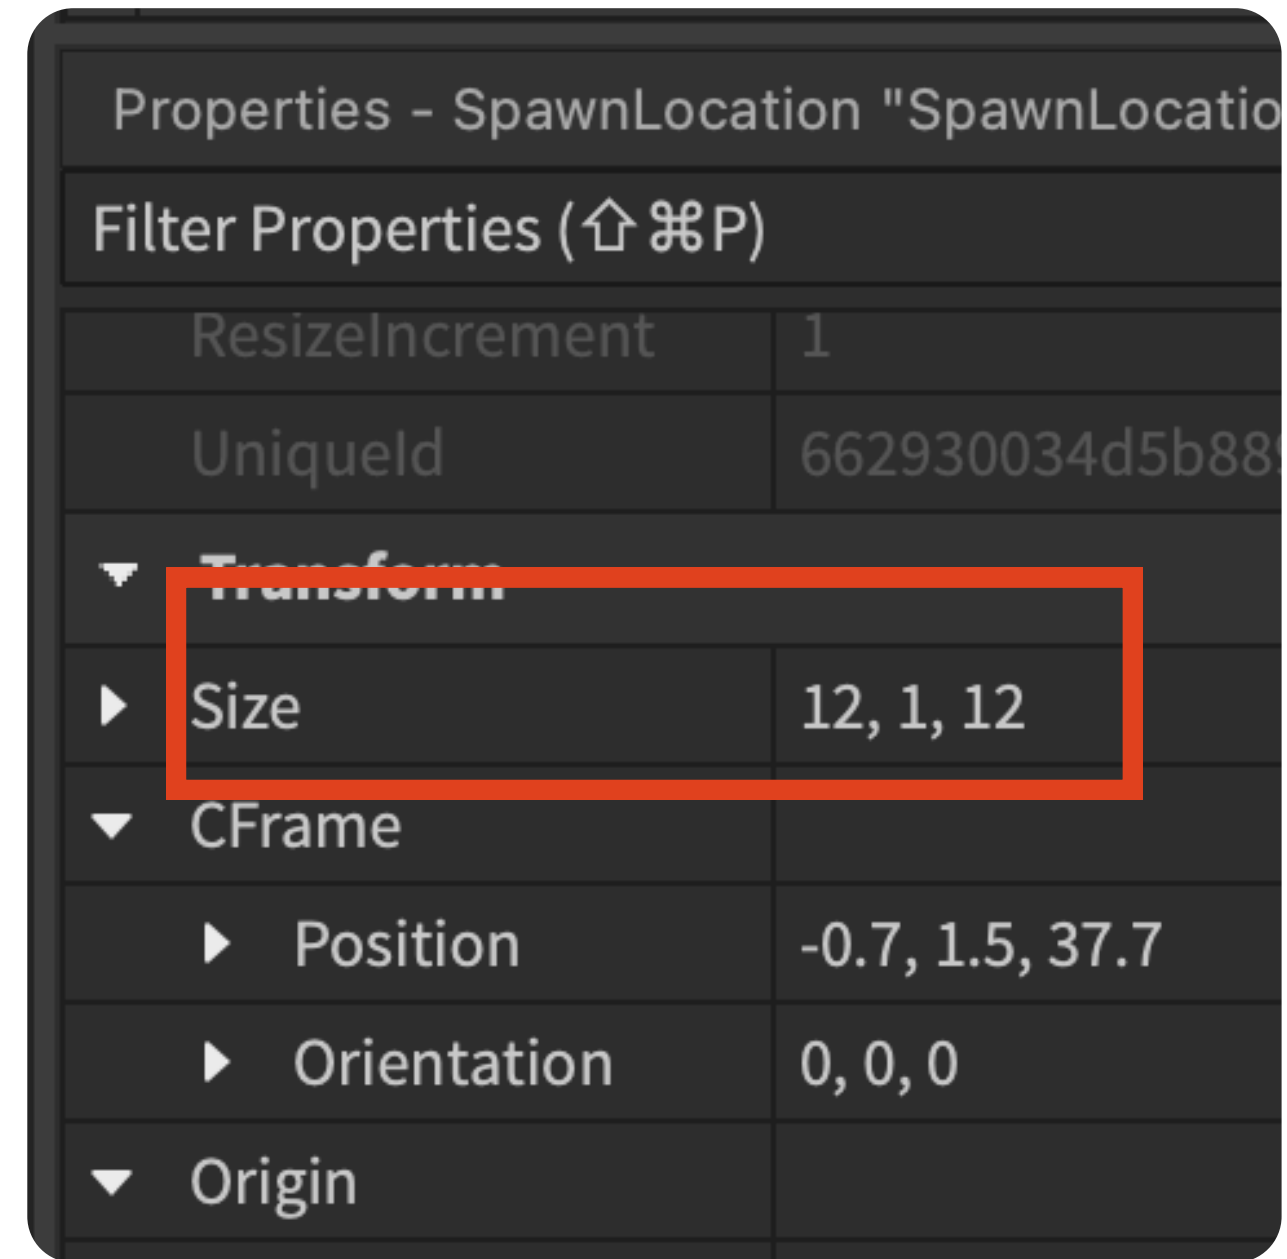 Properties - SpawnLocation "SpawnLocatio
Filter Properties (⇧⌘P)
ResizeIncrement 1
UniqueId 662930034d5b88
Transform
Size 12, 1, 12
CFrame
Position -0.7, 1.5, 37.7
Orientation 0, 0, 0
Origin